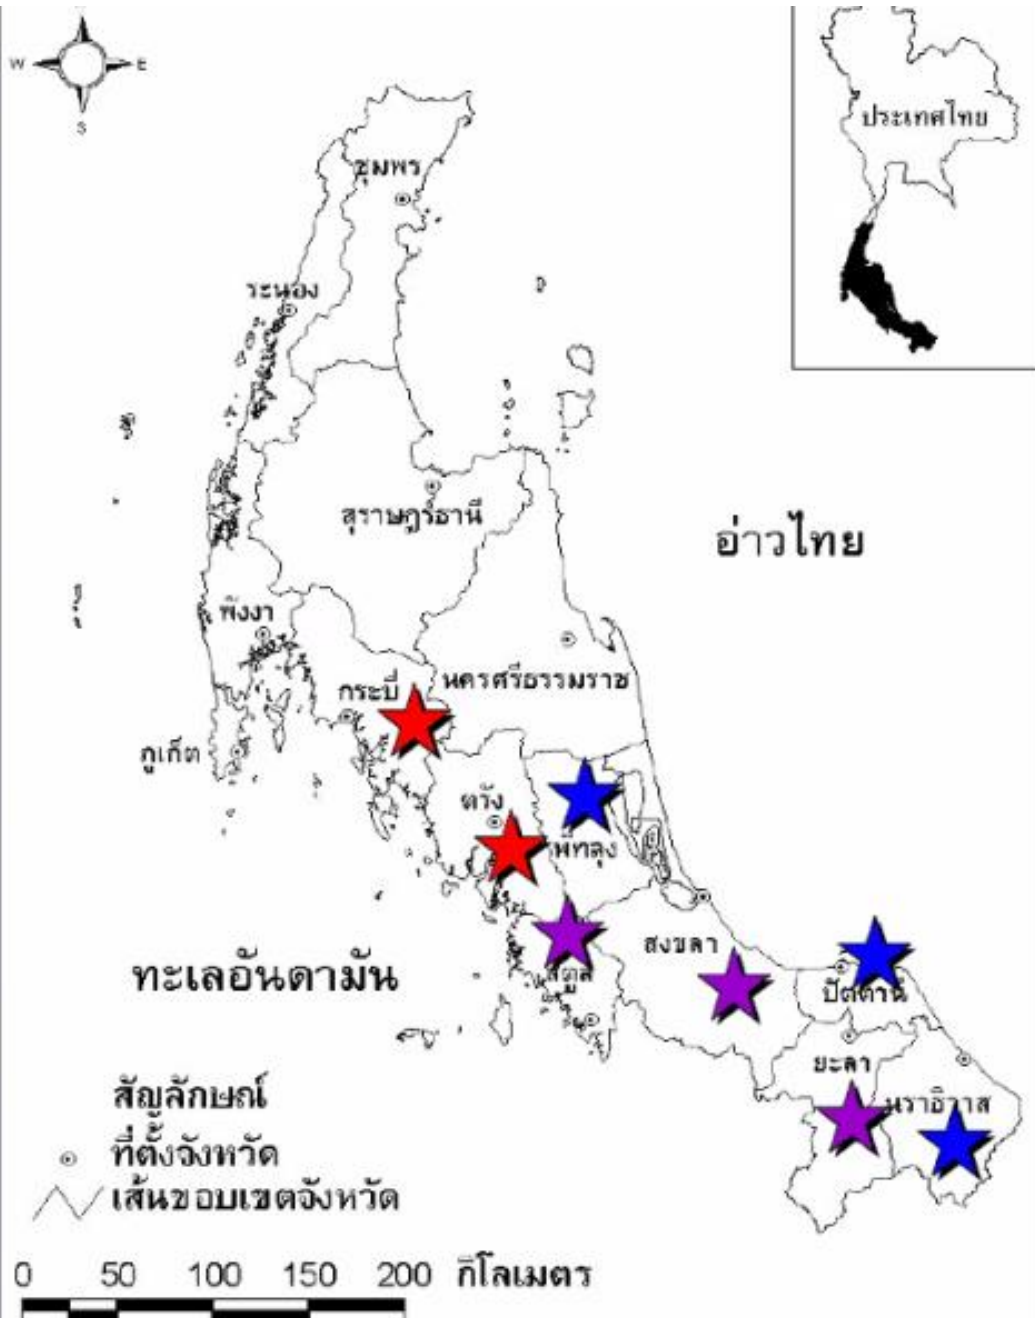 W
E
S
ประเทศไทย
ชุมพร
ระนอง
สุราษฎร์ธานี
อ่าวไทย
พังงา
กระบี่
นครศรีธรรมราช
ภูเก็ต
ตรัง
พัทลุง
สงขลา
ทะเลอันดามัน
สตูล
ปัตตานี
ยะลา
นราธิวาส
สัญลักษณ์
ที่ตั้งจังหวัด
เส้นขอบเขตจังหวัด
0 50 100 150 200 กิโลเมตร